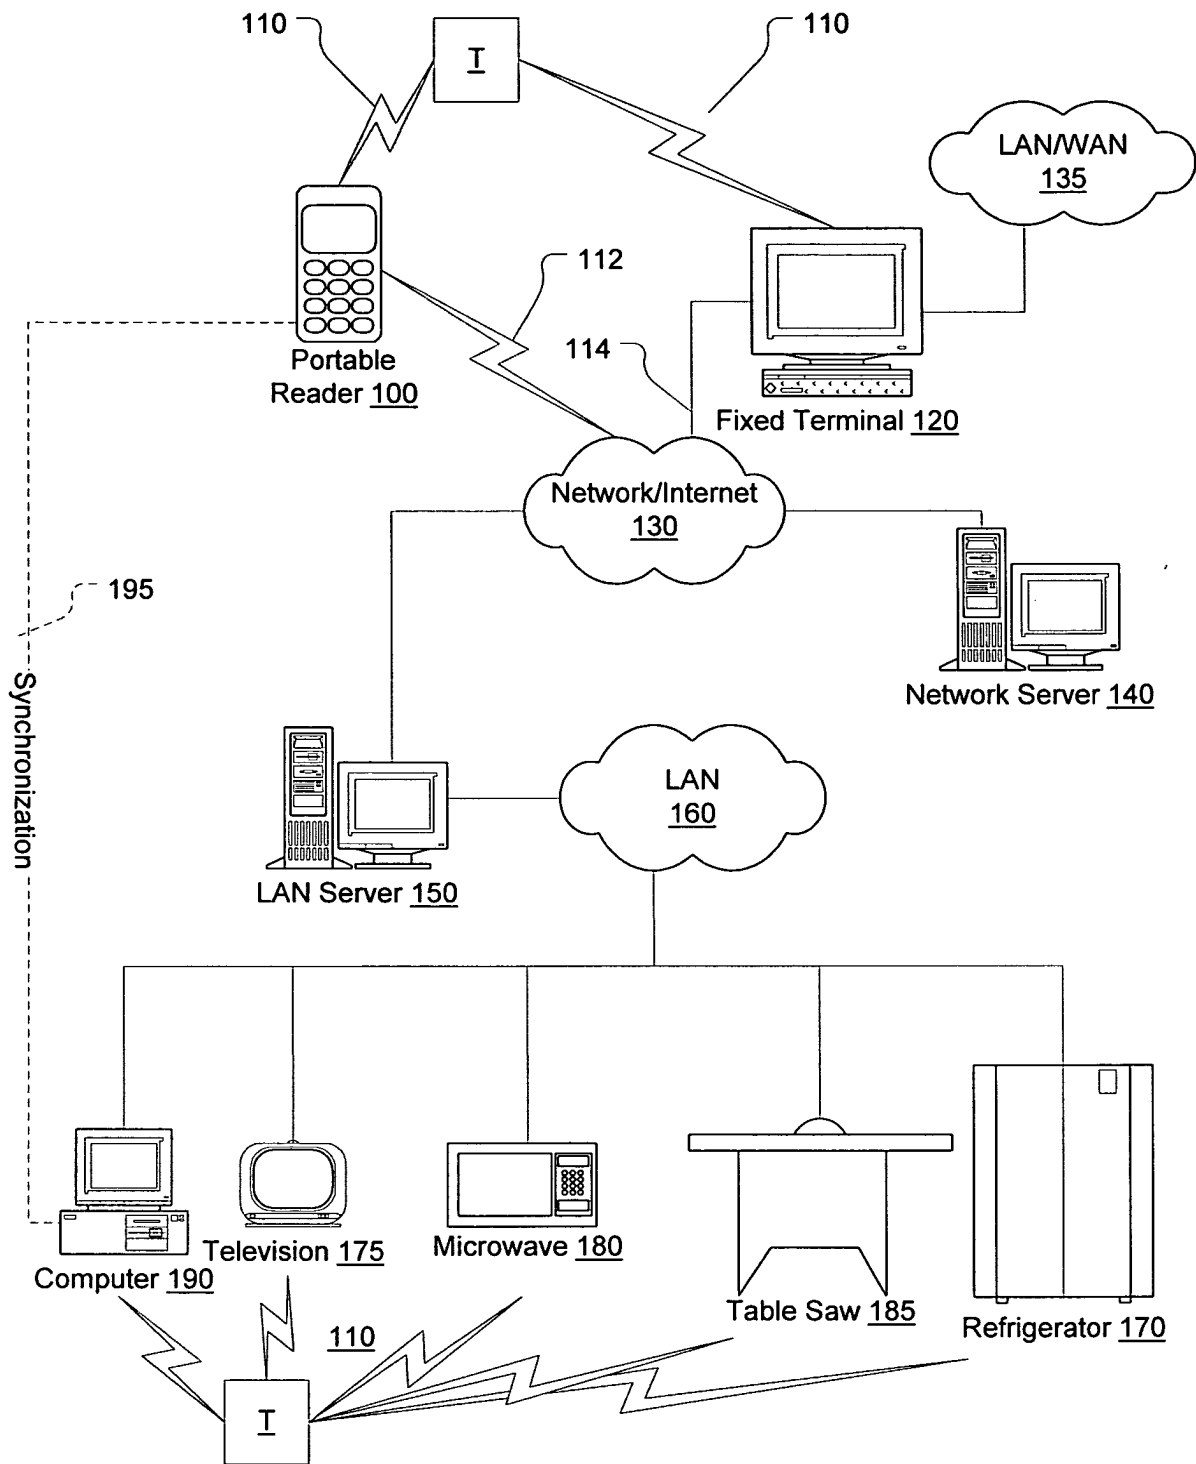 110
T
110
LAN/WAN
135
112
114
Portable
Reader 100
Fixed Terminal 120
Network/Internet
130
195
Synchronization
Network Server 140
LAN
160
LAN Server 150
Television 175
Microwave 180
Computer 190
Table Saw 185
Refrigerator 170
110
T